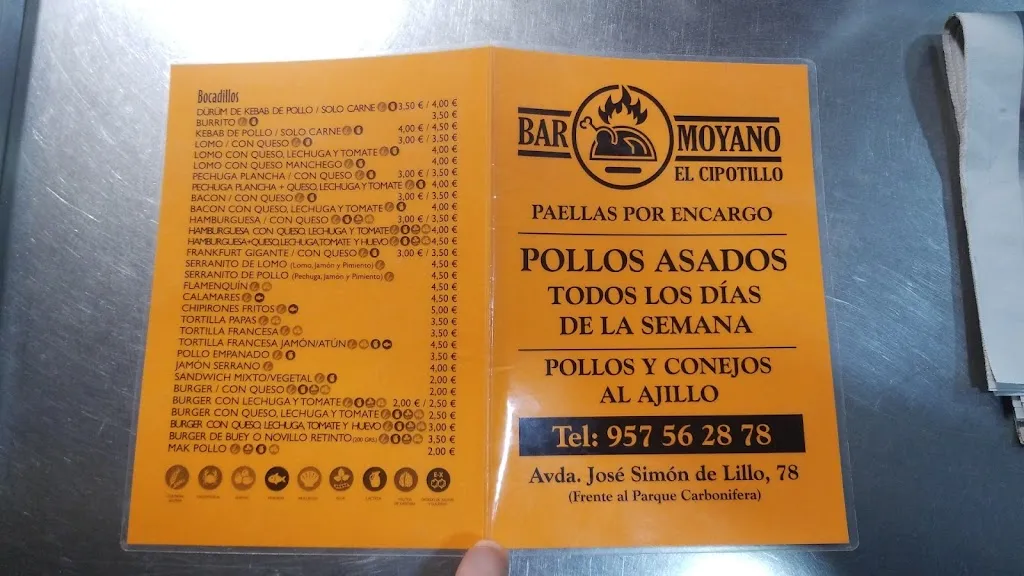 Bocadillos
DÜRÜM DE KEBAB DE POLLO / SOLO CARNE 3,50 € / 4,00 €
BURRITO 3,50 €
KEBAB DE POLLO / SOLO CARNE 4,00 € / 4,50 €
LOMO / CON QUESO 3,00 € / 3,50 €
LOMO CON QUESO, LECHUGA Y TOMATE 4,00 €
LOMO CON QUESO MANCHEGO 4,00 €
PECHUGA PLANCHA / CON QUESO 3,00 € / 3,50 €
PECHUGA PLANCHA + QUESO, LECHUGA Y TOMATE 4,00 €
BACON / CON QUESO 3,00 € / 3,50 €
BACON CON QUESO, LECHUGA Y TOMATE 4,00 €
HAMBURGUESA / CON QUESO 3,00 € / 3,50 €
HAMBURGUESA CON QUESO, LECHUGA Y TOMATE 4,00 €
HAMBURGUESA+QUESO, LECHUGA, TOMATE Y HUEVO 4,50 €
FRANKFURT GIGANTE / CON QUESO 3,00 € / 3,50 €
SERRANITO DE LOMO (Lomo, Jamón y Pimiento) 4,50 €
SERRANITO DE POLLO (Pechuga, Jamón y Pimiento) 4,50 €
FLAMENQUÍN 4,50 €
CALAMARES 4,50 €
CHIPIRONES FRITOS 5,00 €
TORTILLA PAPAS 3,50 €
TORTILLA FRANCESA 3,50 €
TORTILLA FRANCESA JAMÓN/ATÚN 4,50 €
POLLO EMPANADO 3,50 €
JAMÓN SERRANO 4,00 €
SANDWICH MIXTO/VEGETAL 2,00 €
BURGER / CON QUESO 2,00 €
BURGER CON LECHUGA Y TOMATE 2,00 € / 2,50 €
BURGER CON QUESO, LECHUGA Y TOMATE 2,50 €
BURGER CON QUESO, LECHUGA, TOMATE Y HUEVO 3,00 €
BURGER DE BUEY O NOVILLO RETINTO (200 GRS.) 3,50 €
MAK POLLO 2,00 €
BAR MOYANO
EL CIPOTILLO
PAELLAS POR ENCARGO
POLLOS ASADOS
TODOS LOS DÍAS
DE LA SEMANA
POLLOS Y CONEJOS
AL AJILLO
Tel: 957 56 28 78
Avda. José Simón de Lillo, 78
(Frente al Parque Carbonifera)